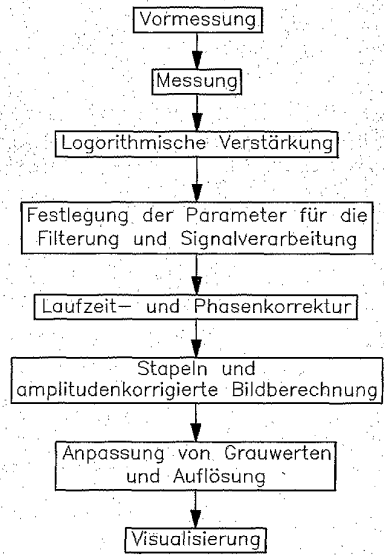 Vormessung
Messung
Logorithmische Verstärkung
Festlegung der Parameter für die
Filterung und Signalverarbeitung
Laufzeit- und Phasenkorrektur
Stapeln und
amplitudenkorrigierte Bildberechnung
Anpassung von Grauwerten
und Auflösung
Visualisierung